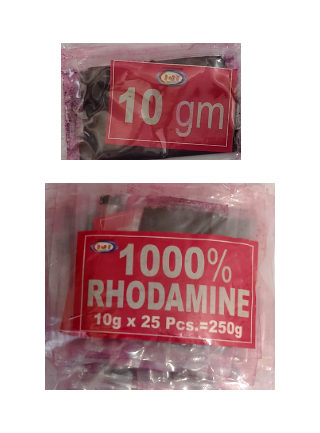 10 gm
1000%
RHODAMINE
10g x 25 Pcs.=250g